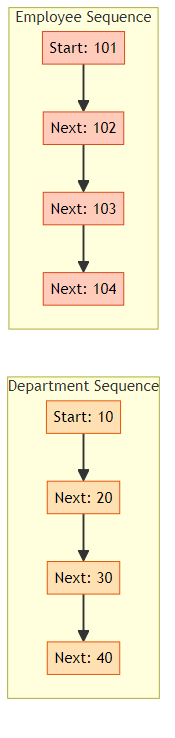 Employee Sequence
Start: 101
Next: 102
Next: 103
Next: 104
Department Sequence
Start: 10
Next: 20
Next: 30
Next: 40